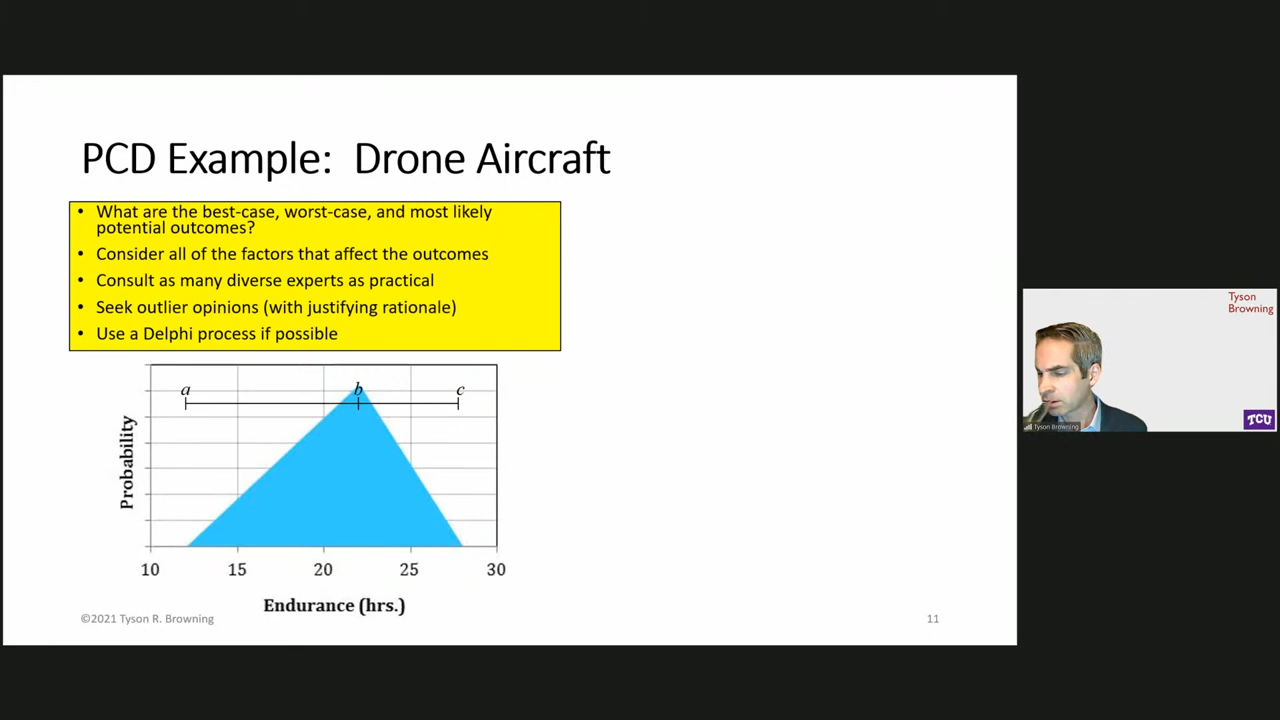 PCD Example: Drone Aircraft
• What are the best-case, worst-case, and most likely
potential outcomes?
• Consider all of the factors that affect the outcomes
• Consult as many diverse experts as practical
• Seek outlier opinions (with justifying rationale)
• Use a Delphi process if possible
a b c
Probability
10 15 20 25 30
Endurance (hrs.)
©2021 Tyson R. Browning
11
Tyson
Browning
TCU
Tyson Browning